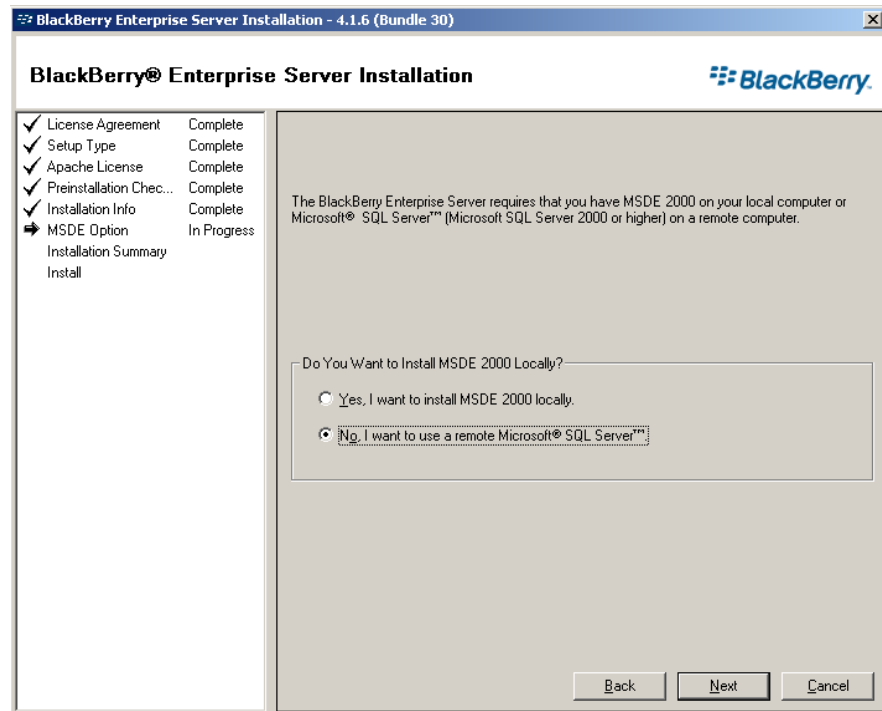 BlackBerry Enterprise Server Installation - 4.1.6 (Bundle 30)
BlackBerry® Enterprise Server Installation
BlackBerry.
License Agreement Complete
Setup Type Complete
Apache License Complete
Preinstallation Chec... Complete
Installation Info Complete
MSDE Option In Progress
Installation Summary
Install
The BlackBerry Enterprise Server requires that you have MSDE 2000 on your local computer or
Microsoft® SQL Server™ (Microsoft SQL Server 2000 or higher) on a remote computer.
Do You Want to Install MSDE 2000 Locally?
Yes, I want to install MSDE 2000 locally.
No, I want to use a remote Microsoft® SQL Server™.
Back Next Cancel